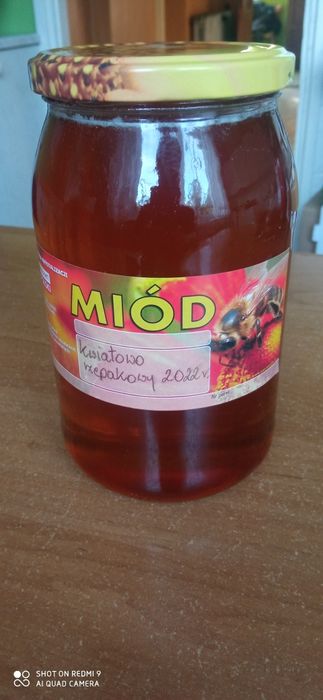 MIÓD
kwiatowo
rzepakowy 2022 r.
SHOT ON REDMI 9
AI QUAD CAMERA